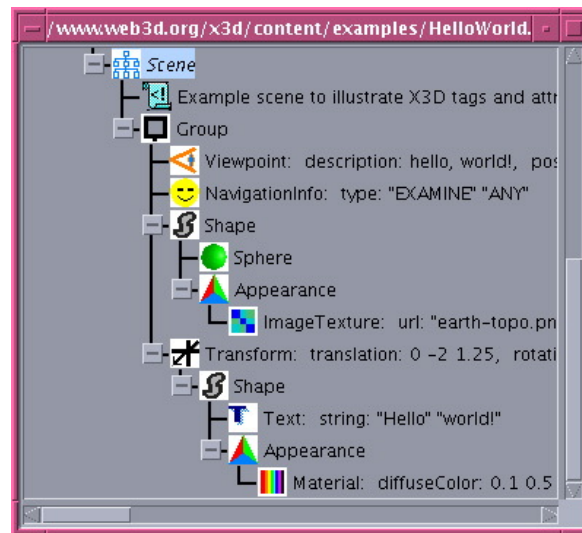 /www.web3d.org/x3d/content/examples/HelloWorld.
Scene
Example scene to illustrate X3D tags and attr
Group
Viewpoint: description: hello, world!, pos
NavigationInfo: type: "EXAMINE" "ANY"
Shape
Sphere
Appearance
ImageTexture: url: "earth-topo.pn
Transform: translation: 0 -2 1.25, rotati
Shape
Text: string: "Hello" "world!"
Appearance
Material: diffuseColor: 0.1 0.5